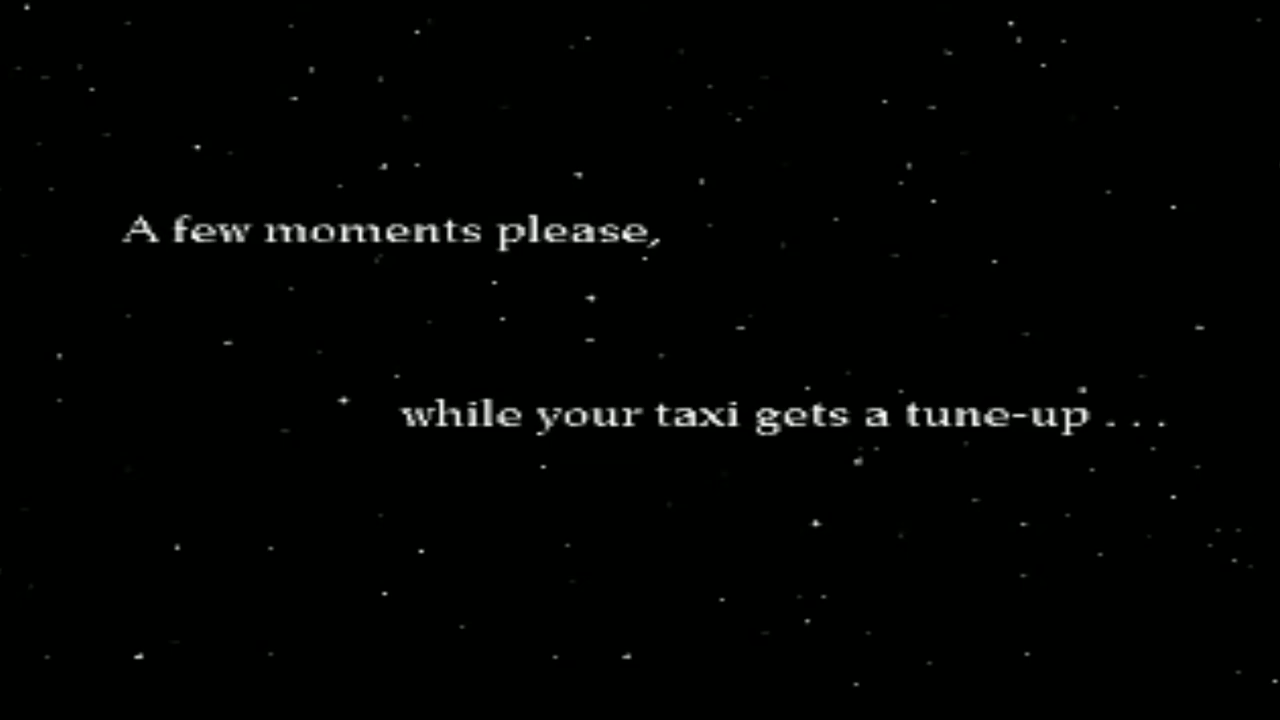 A few moments please,
while your taxi gets a tune-up . . .